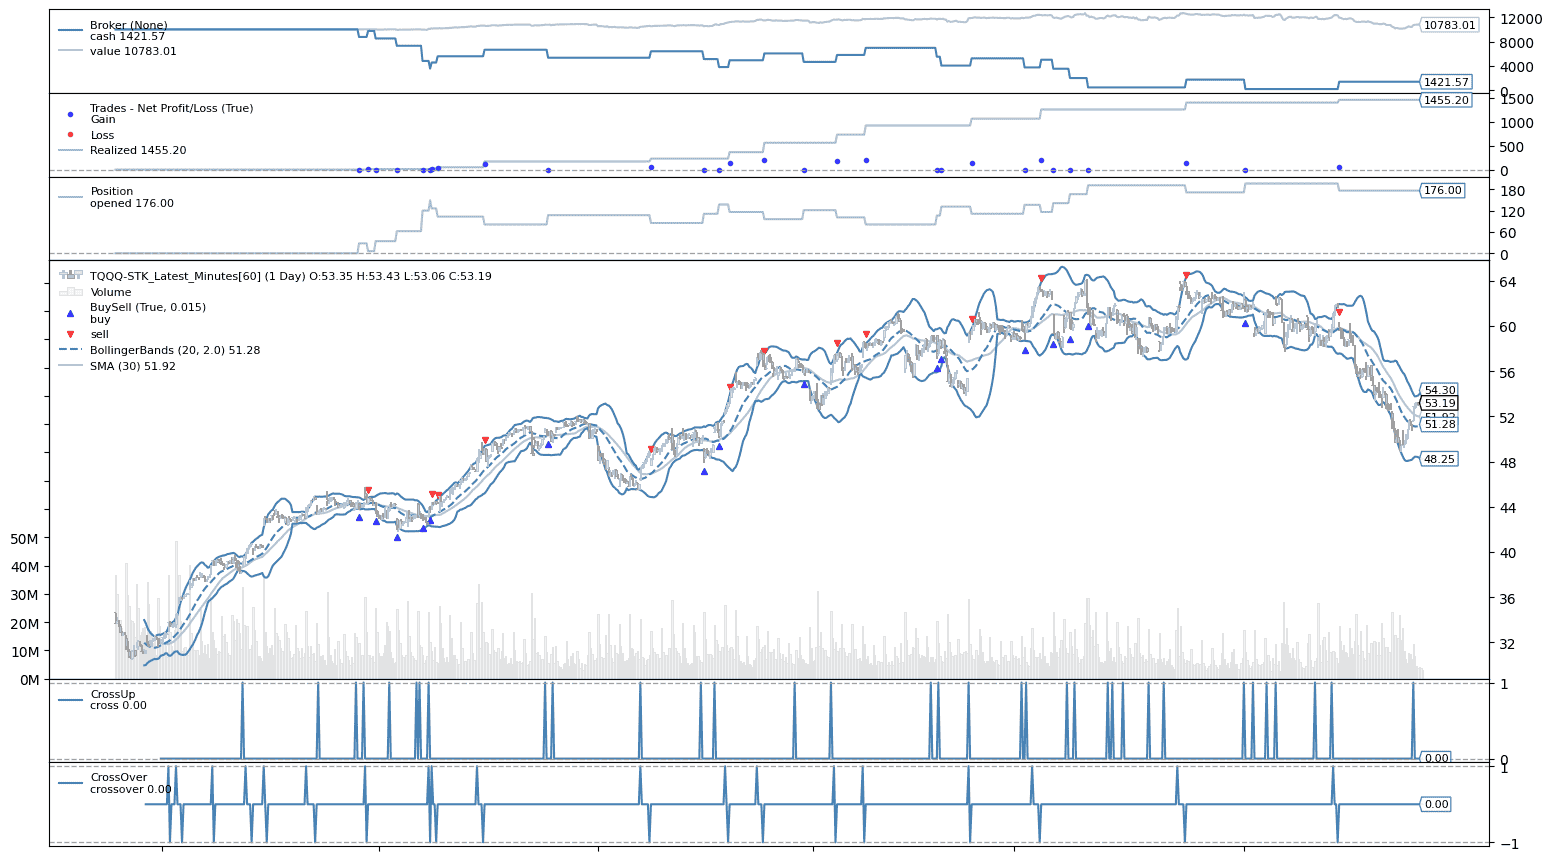 Broker (None)
cash 1421.57
value 10783.01
12000
10783.01
8000
4000
1421.57
0
Trades - Net Profit/Loss (True)
Gain
Loss
Realized 1455.20
1500
1455.20
1000
500
0
Position
opened 176.00
180
176.00
120
60
0
TQQQ-STK_Latest_Minutes[60] (1 Day) O:53.35 H:53.43 L:53.06 C:53.19
Volume
BuySell (True, 0.015)
buy
sell
BollingerBands (20, 2.0) 51.28
SMA (30) 51.92
64
60
56
54.30
53.19
51.92
52
51.28
48.25
48
44
40
36
32
50M
40M
30M
20M
10M
0M
CrossUp
cross 0.00
1
0.00
0
CrossOver
crossover 0.00
1
0.00
−1